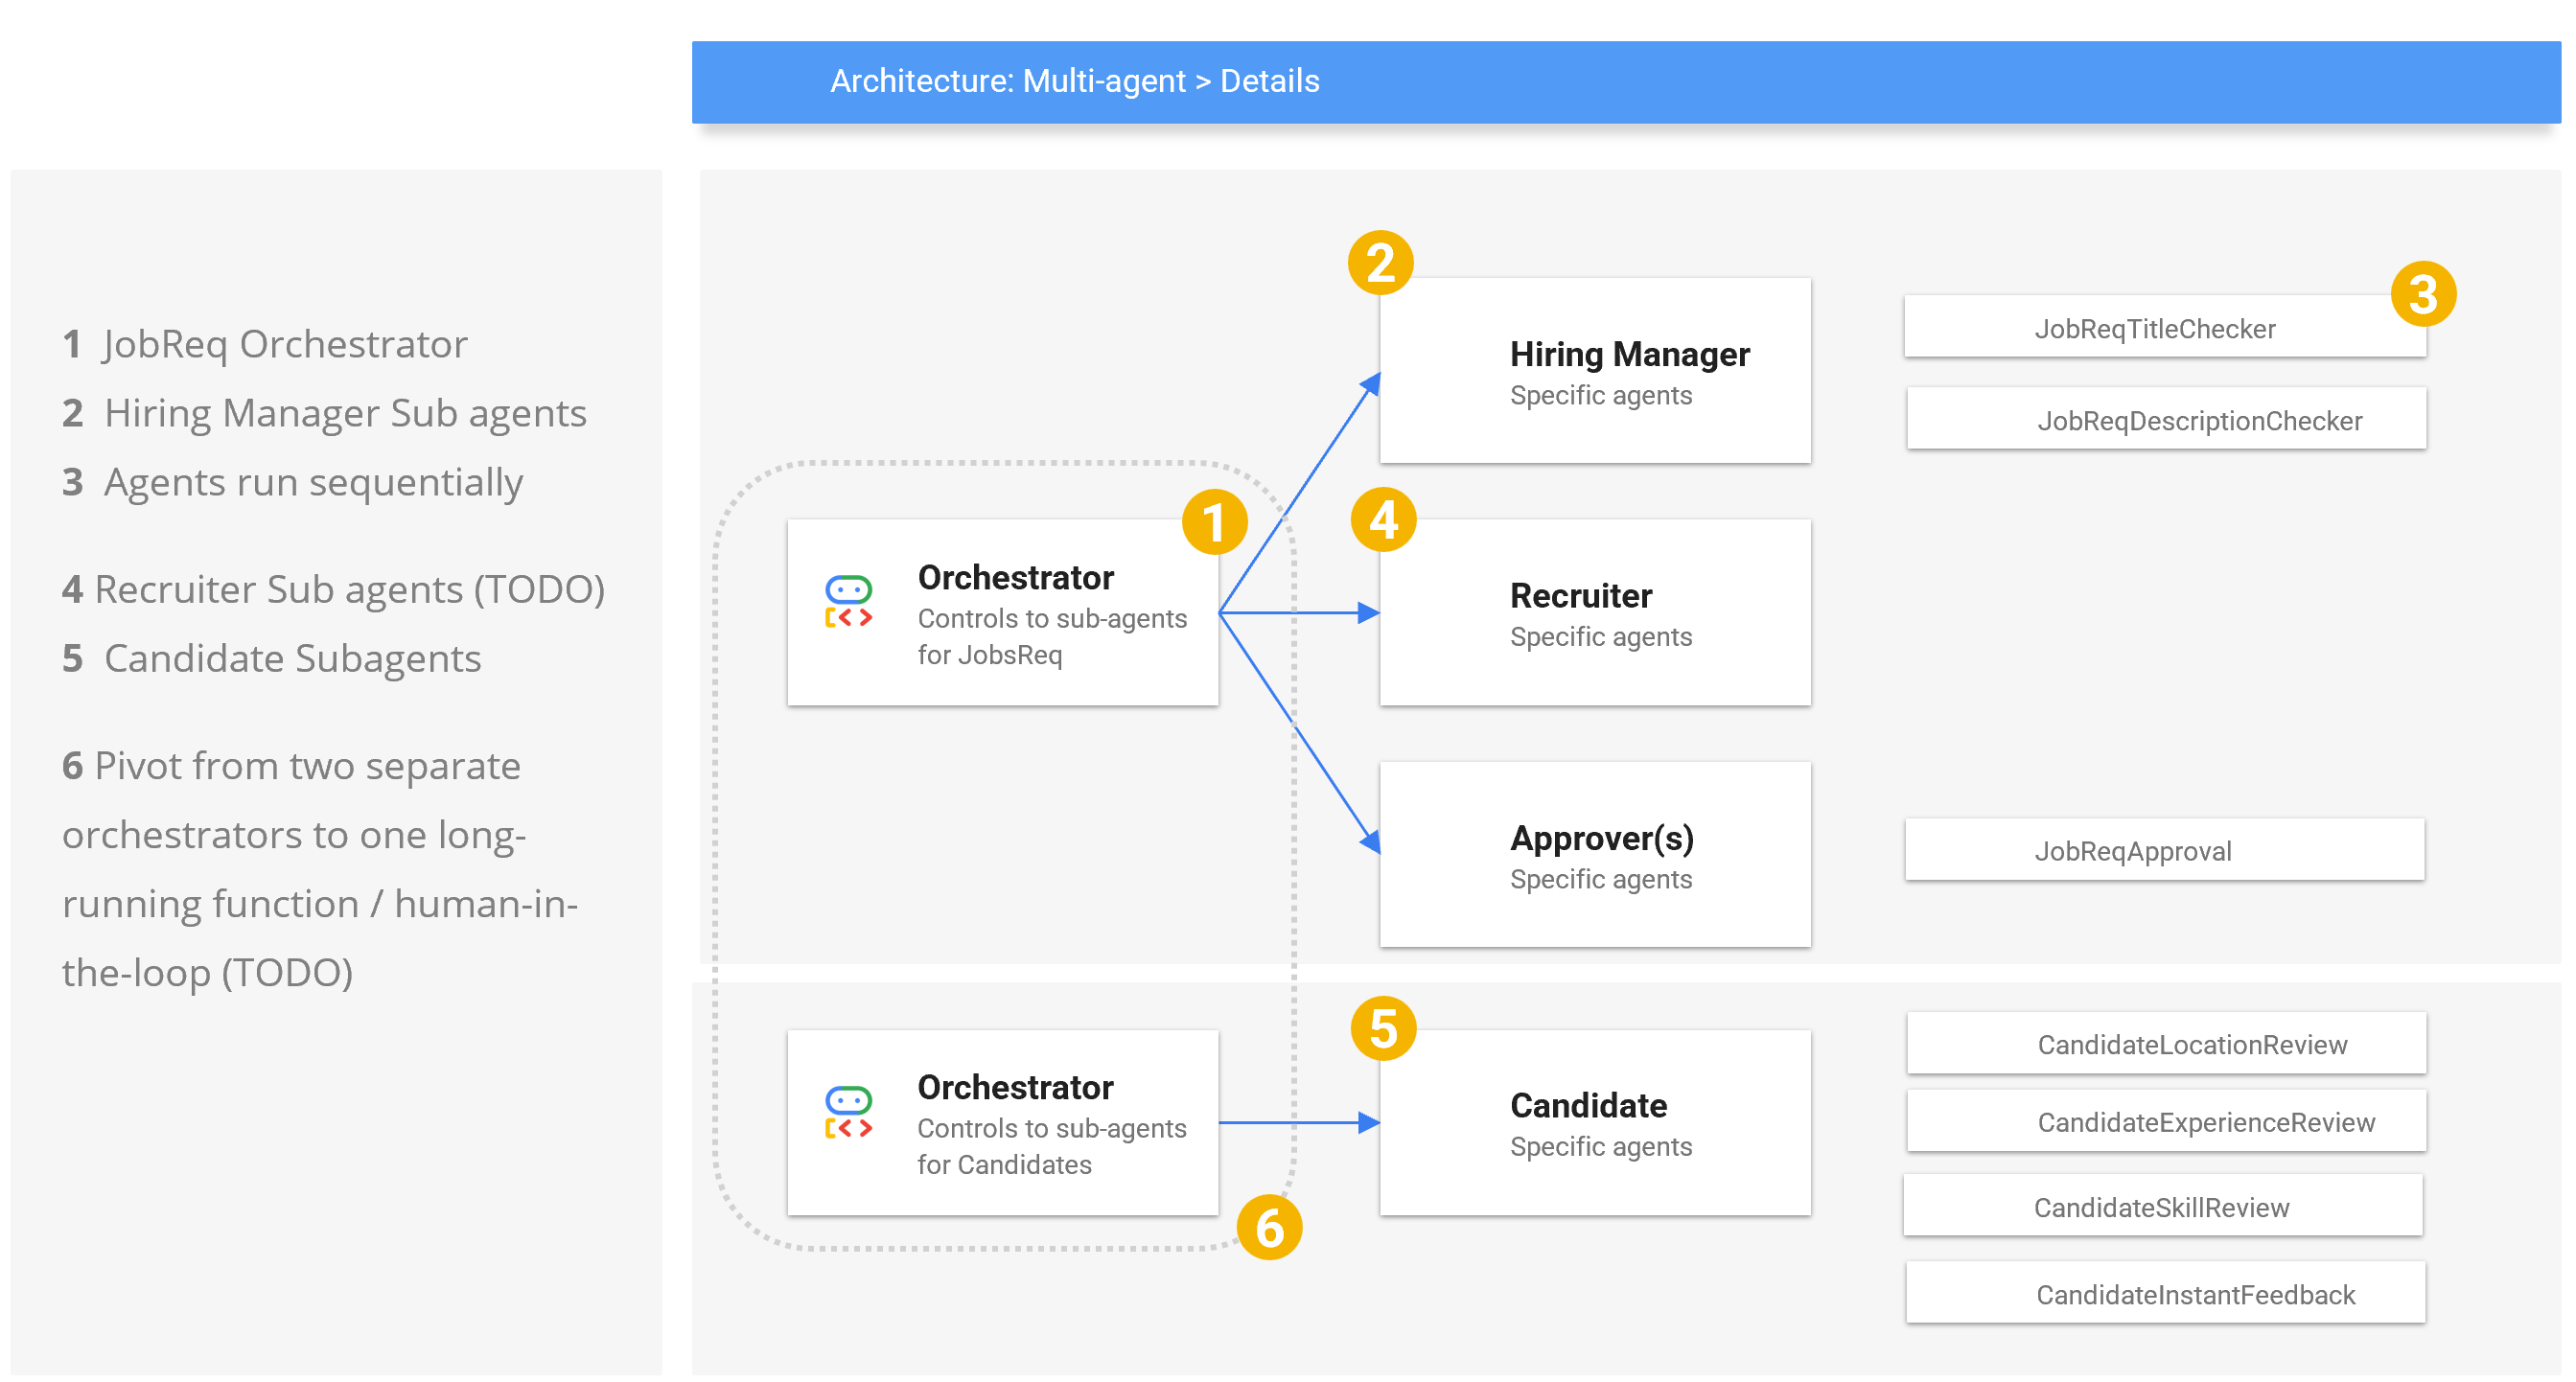 Architecture: Multi-agent > Details
1 JobReq Orchestrator
2 Hiring Manager Sub agents
3 Agents run sequentially
4 Recruiter Sub agents (TODO)
5 Candidate Subagents
6 Pivot from two separate
orchestrators to one long-
running function / human-in-
the-loop (TODO)
1
Orchestrator
Controls to sub-agents
for JobsReq
2
Hiring Manager
Specific agents
3
JobReqTitleChecker
JobReqDescriptionChecker
4
Recruiter
Specific agents
Approver(s)
Specific agents
JobReqApproval
Orchestrator
Controls to sub-agents
for Candidates
6
5
Candidate
Specific agents
CandidateLocationReview
CandidateExperienceReview
CandidateSkillReview
CandidateInstantFeedback